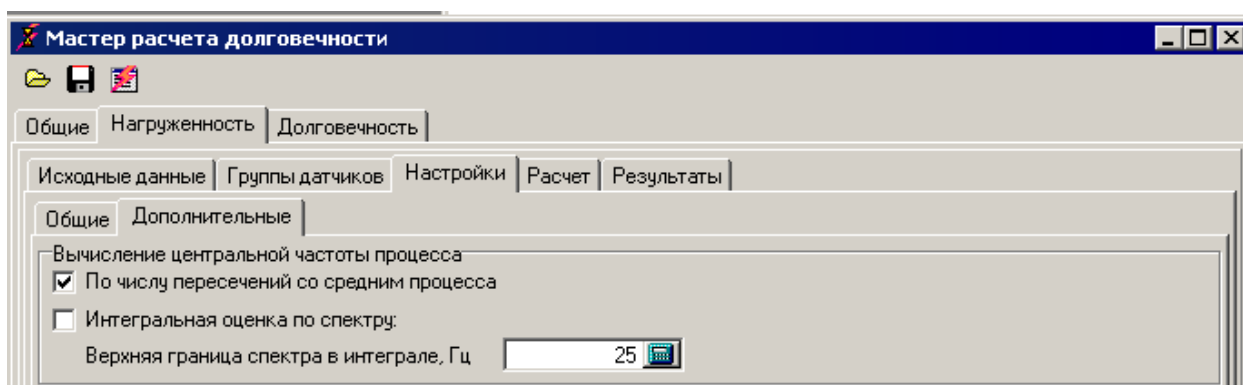 Мастер расчета долговечности
Общие Нагруженность Долговечность
Исходные данные Группы датчиков Настройки Расчет Результаты
Общие Дополнительные
Вычисление центральной частоты процесса
По числу пересечений со средним процесса
Интегральная оценка по спектру:
Верхняя граница спектра в интеграле, Гц 25